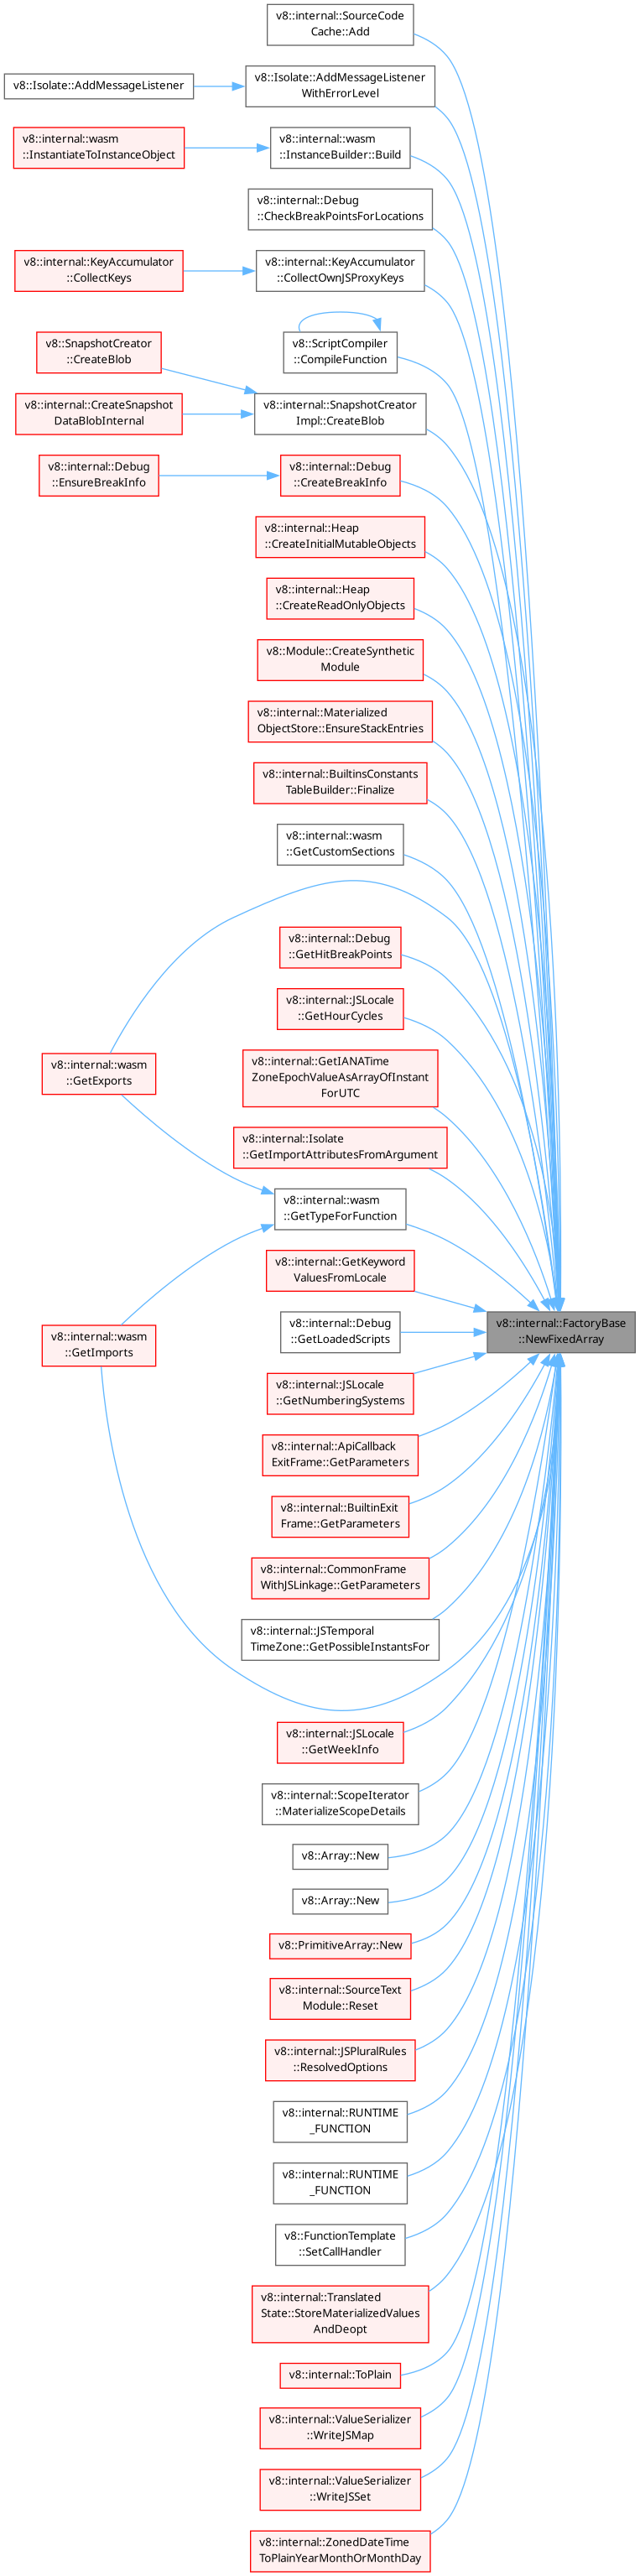 v8::internal::SourceCode
Cache::Add
v8::Isolate::AddMessageListener
v8::Isolate::AddMessageListener
WithErrorLevel
v8::internal::wasm
::InstantiateToInstanceObject
v8::internal::wasm
::InstanceBuilder::Build
v8::internal::Debug
::CheckBreakPointsForLocations
v8::internal::KeyAccumulator
::CollectKeys
v8::internal::KeyAccumulator
::CollectOwnJSProxyKeys
v8::SnapshotCreator
::CreateBlob
v8::ScriptCompiler
::CompileFunction
v8::internal::CreateSnapshot
DataBlobInternal
v8::internal::SnapshotCreator
Impl::CreateBlob
v8::internal::Debug
::EnsureBreakInfo
v8::internal::Debug
::CreateBreakInfo
v8::internal::Heap
::CreateInitialMutableObjects
v8::internal::Heap
::CreateReadOnlyObjects
v8::Module::CreateSynthetic
Module
v8::internal::Materialized
ObjectStore::EnsureStackEntries
v8::internal::BuiltinsConstants
TableBuilder::Finalize
v8::internal::wasm
::GetCustomSections
v8::internal::Debug
::GetHitBreakPoints
v8::internal::JSLocale
::GetHourCycles
v8::internal::wasm
::GetExports
v8::internal::GetIANATime
ZoneEpochValueAsArrayOfInstant
ForUTC
v8::internal::Isolate
::GetImportAttributesFromArgument
v8::internal::wasm
::GetTypeForFunction
v8::internal::GetKeyword
ValuesFromLocale
v8::internal::FactoryBase
::NewFixedArray
v8::internal::wasm
::GetImports
v8::internal::Debug
::GetLoadedScripts
v8::internal::JSLocale
::GetNumberingSystems
v8::internal::ApiCallback
ExitFrame::GetParameters
v8::internal::BuiltinExit
Frame::GetParameters
v8::internal::CommonFrame
WithJSLinkage::GetParameters
v8::internal::JSTemporal
TimeZone::GetPossibleInstantsFor
v8::internal::JSLocale
::GetWeekInfo
v8::internal::ScopeIterator
::MaterializeScopeDetails
v8::Array::New
v8::Array::New
v8::PrimitiveArray::New
v8::internal::SourceText
Module::Reset
v8::internal::JSPluralRules
::ResolvedOptions
v8::internal::RUNTIME
_FUNCTION
v8::internal::RUNTIME
_FUNCTION
v8::FunctionTemplate
::SetCallHandler
v8::internal::Translated
State::StoreMaterializedValues
AndDeopt
v8::internal::ToPlain
v8::internal::ValueSerializer
::WriteJSMap
v8::internal::ValueSerializer
::WriteJSSet
v8::internal::ZonedDateTime
ToPlainYearMonthOrMonthDay